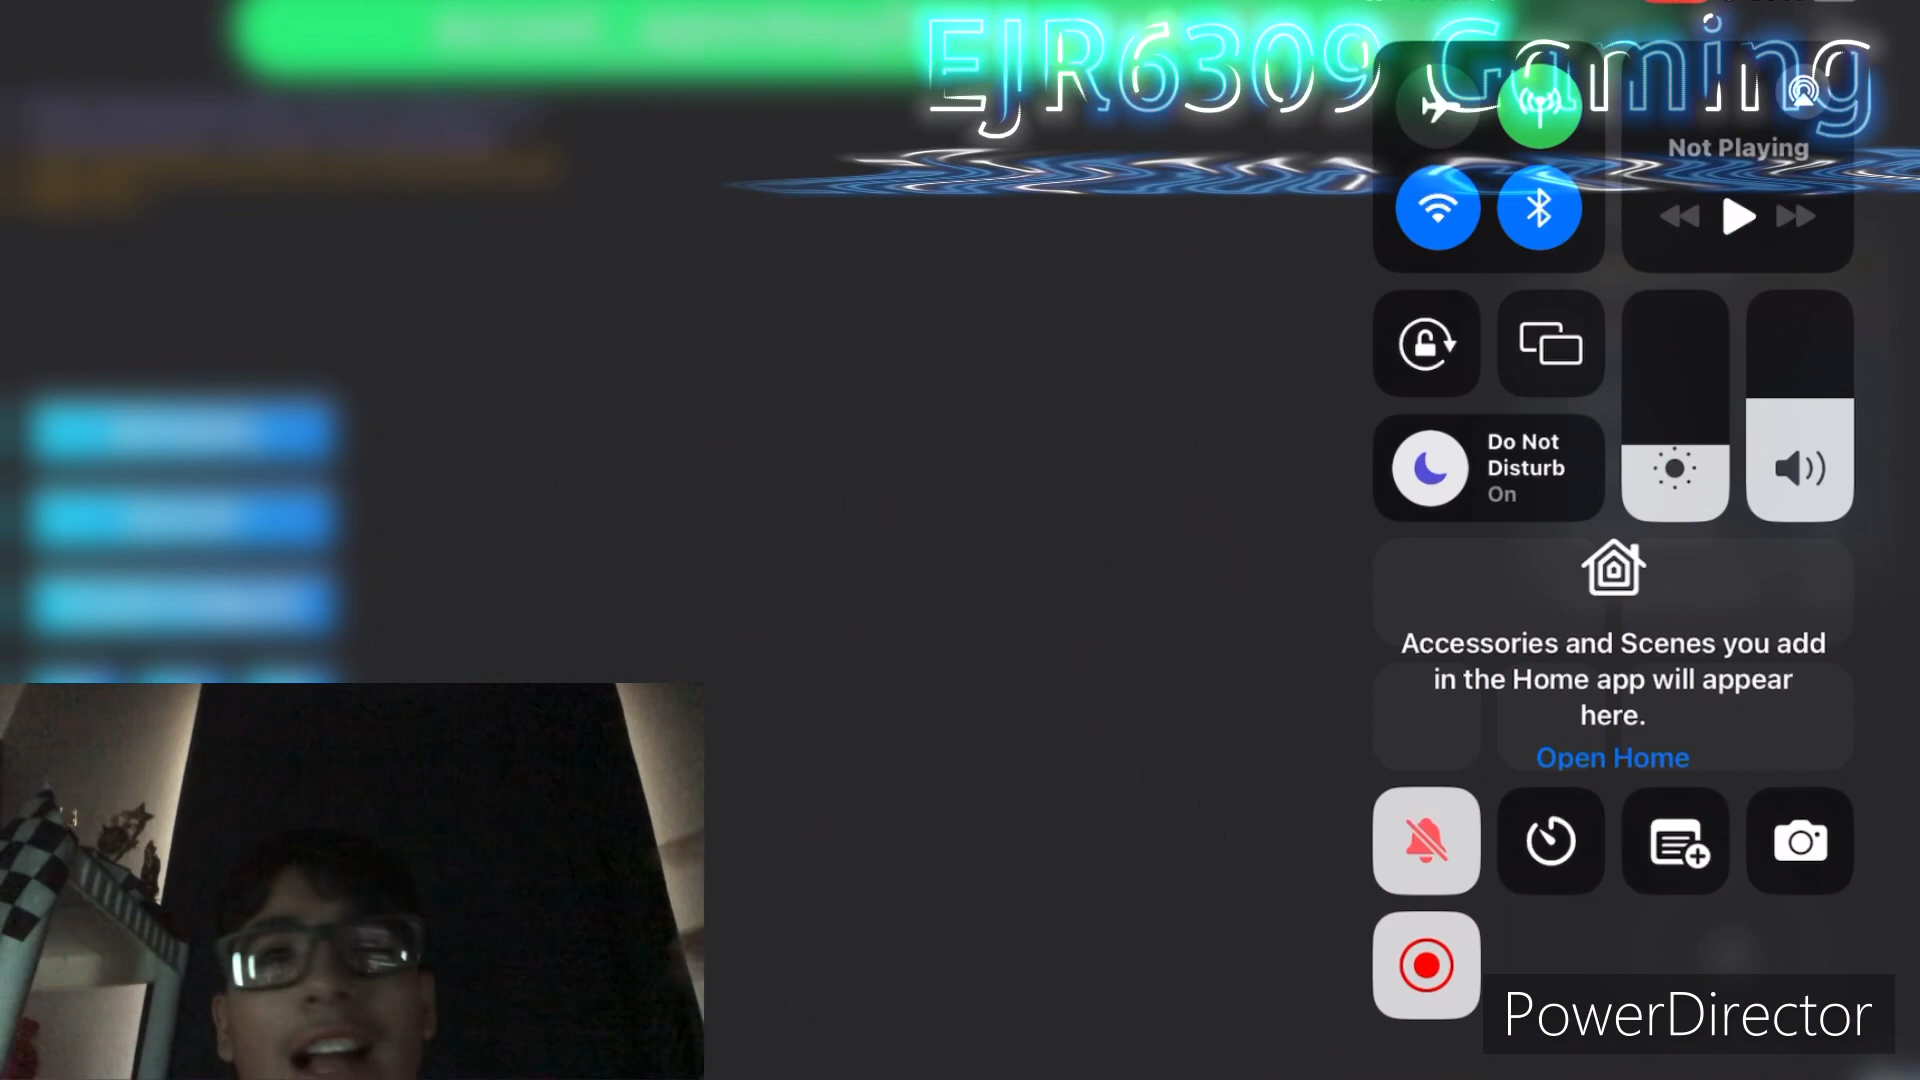 EJR6309 Gaming
Not Playing
Do Not
Disturb
On
Accessories and Scenes you add
in the Home app will appear
here.
Open Home
PowerDirector